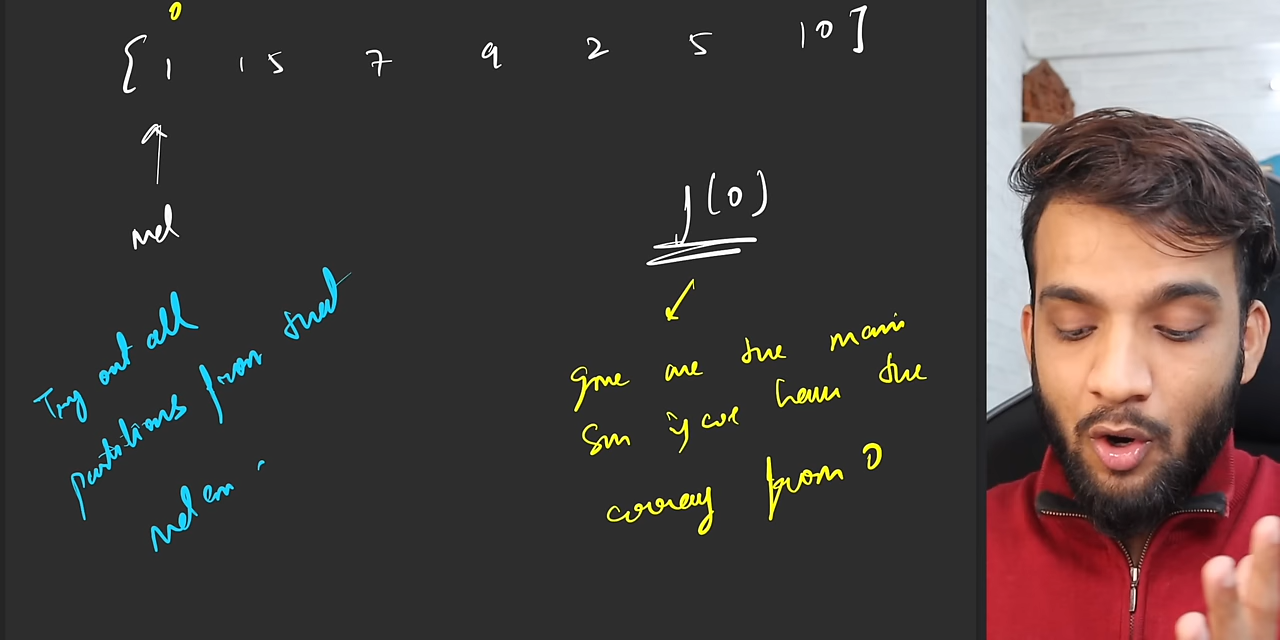 0
[ 1 15 7 9 2 5 10 ]
ind
f(0)
Try out all
partitions from that
index
give me the max
sum if we have the
array from 0